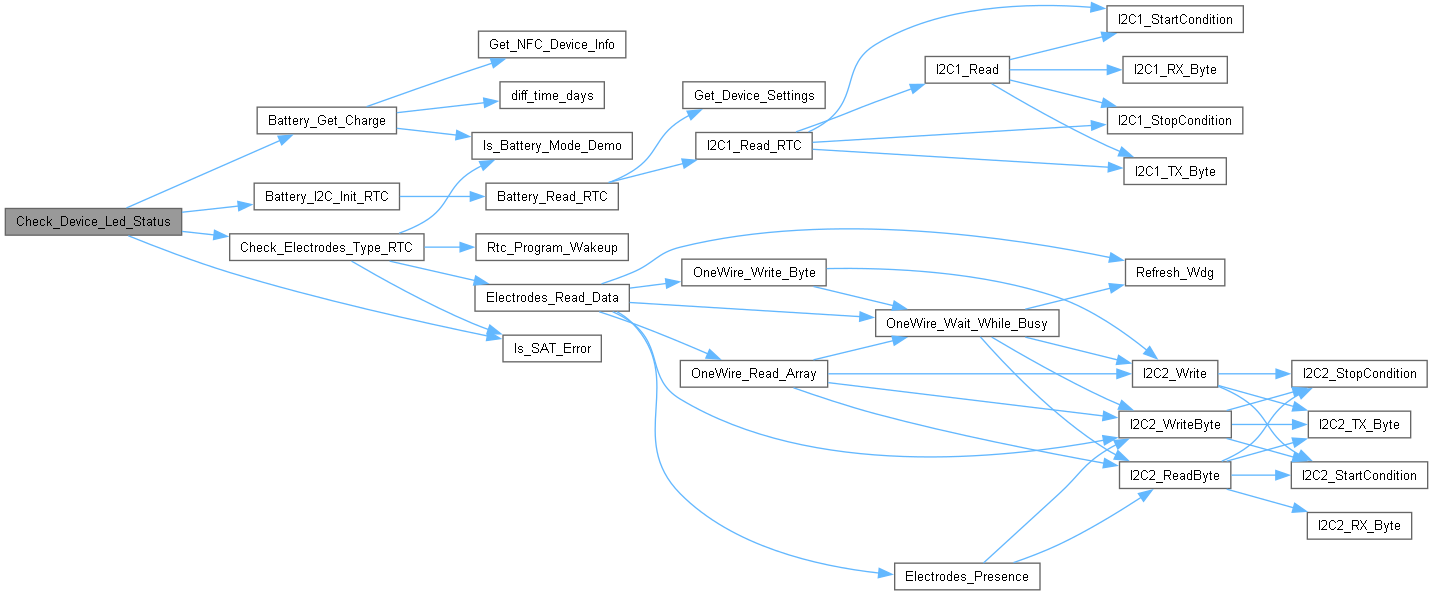 Check_Device_Led_Status
Battery_Get_Charge
Get_NFC_Device_Info
diff_time_days
Is_Battery_Mode_Demo
Battery_I2C_Init_RTC
Battery_Read_RTC
Get_Device_Settings
I2C1_Read_RTC
I2C1_Read
I2C1_StartCondition
I2C1_RX_Byte
I2C1_StopCondition
I2C1_TX_Byte
Check_Electrodes_Type_RTC
Rtc_Program_Wakeup
Electrodes_Read_Data
Is_SAT_Error
OneWire_Write_Byte
OneWire_Wait_While_Busy
OneWire_Read_Array
Refresh_Wdg
I2C2_Write
I2C2_WriteByte
I2C2_ReadByte
I2C2_StopCondition
I2C2_TX_Byte
I2C2_StartCondition
I2C2_RX_Byte
Electrodes_Presence